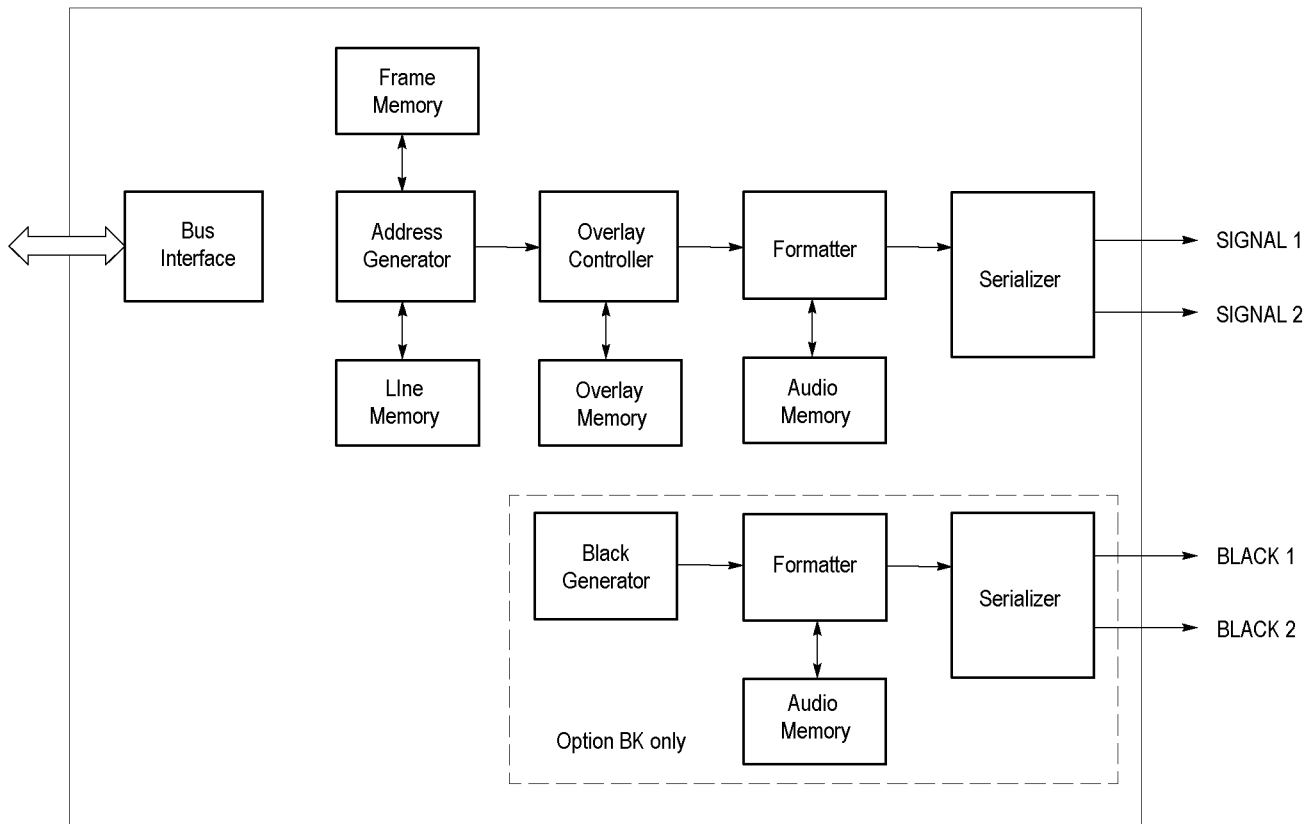 Frame
Memory
Bus
Interface
Address
Generator
Overlay
Controller
Formatter
Serializer
SIGNAL 1
SIGNAL 2
LIne
Memory
Overlay
Memory
Audio
Memory
Black
Generator
Formatter
Serializer
BLACK 1
BLACK 2
Audio
Memory
Option BK only